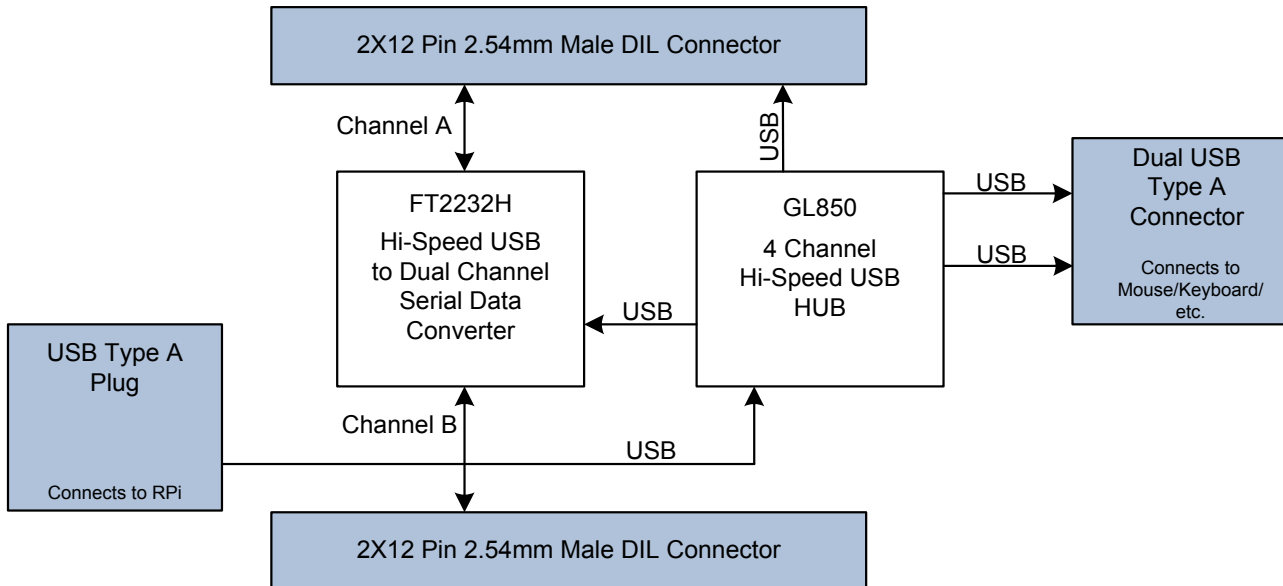 2X12 Pin 2.54mm Male DIL Connector
Channel A
USB
FT2232H
Hi-Speed USB
to Dual Channel
Serial Data
Converter
GL850
4 Channel
Hi-Speed USB
HUB
USB
USB
Dual USB
Type A
Connector
Connects to
Mouse/Keyboard/
etc.
USB
USB Type A
Plug
Connects to RPi
Channel B
USB
2X12 Pin 2.54mm Male DIL Connector